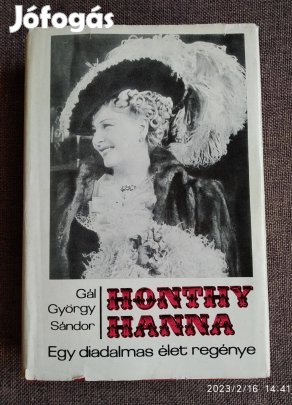 Jófogás
Gál
György
Sándor
HONTHY
HANNA
Egy diadalmas élet regénye
2023/2/16 14:41